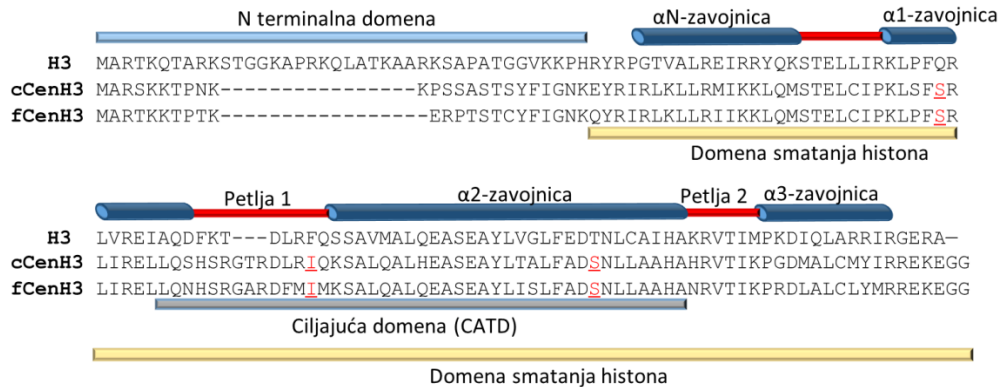 N terminalna domena
αN-zavojnica
α1-zavojnica
H3 MARTKQTARKSTGGKAPRKQLATKAARKSAPATGGVKKPHRYRPGTVALREIRRYQKSTELLIRKLPFQR
cCenH3 MARSKKTPNK-----------------KPSSASTSYFIGNKEYRIRLKLLRMIKKLQMSTELCIPKLSFSR
fCenH3 MARTKKTPTK-----------------ERPTSTCYFIGNKQYRIRLKLLRIIKKLQMSTELCIPKLPFSR
Domena smatanja histona
Petlja 1
α2-zavojnica
Petlja 2
α3-zavojnica
H3 LVREIAQDFKT---DLRFQSSAVMALQEASEAYLVGLFEDTNLCAIHAKRVTIMPKDIQLARRIRGERA—
cCenH3 LIRELLQSHSRGTRDLRIQKSALQALHEASEAYLTALFADSNLLAAHAHRVTIKPGDMALCMYIRREKEGG
fCenH3 LIRELLQNHSRGARDFMIMKSALQALQEASEAYLISLFADSNLLAAHANRVTIKPRDLALCLYMRREKEGG
Ciljajuća domena (CATD)
Domena smatanja histona